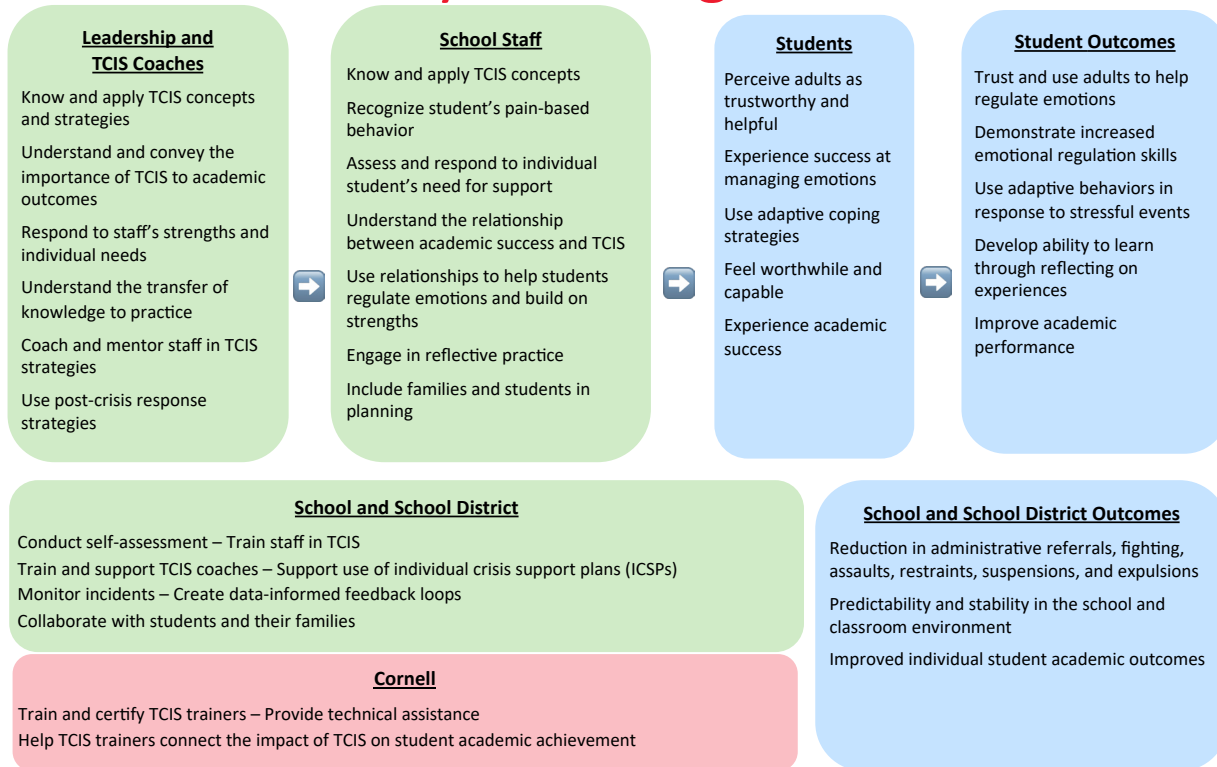 Leadership and
TCIS Coaches
Know and apply TCIS concepts
and strategies
Understand and convey the
importance of TCIS to academic
outcomes
Respond to staff's strengths and
individual needs
Understand the transfer of
knowledge to practice
Coach and mentor staff in TCIS
strategies
Use post-crisis response
strategies
School Staff
Know and apply TCIS concepts
Recognize student's pain-based
behavior
Assess and respond to individual
student's need for support
Understand the relationship
between academic success and TCIS
Use relationships to help students
regulate emotions and build on
strengths
Engage in reflective practice
Include families and students in
planning
Students
Perceive adults as
trustworthy and
helpful
Experience success at
managing emotions
Use adaptive coping
strategies
Feel worthwhile and
capable
Experience academic
success
Student Outcomes
Trust and use adults to help
regulate emotions
Demonstrate increased
emotional regulation skills
Use adaptive behaviors in
response to stressful events
Develop ability to learn
through reflecting on
experiences
Improve academic
performance
School and School District
Conduct self-assessment – Train staff in TCIS
Train and support TCIS coaches – Support use of individual crisis support plans (ICSPs)
Monitor incidents – Create data-informed feedback loops
Collaborate with students and their families
School and School District Outcomes
Reduction in administrative referrals, fighting,
assaults, restraints, suspensions, and expulsions
Predictability and stability in the school and
classroom environment
Improved individual student academic outcomes
Cornell
Train and certify TCIS trainers – Provide technical assistance
Help TCIS trainers connect the impact of TCIS on student academic achievement